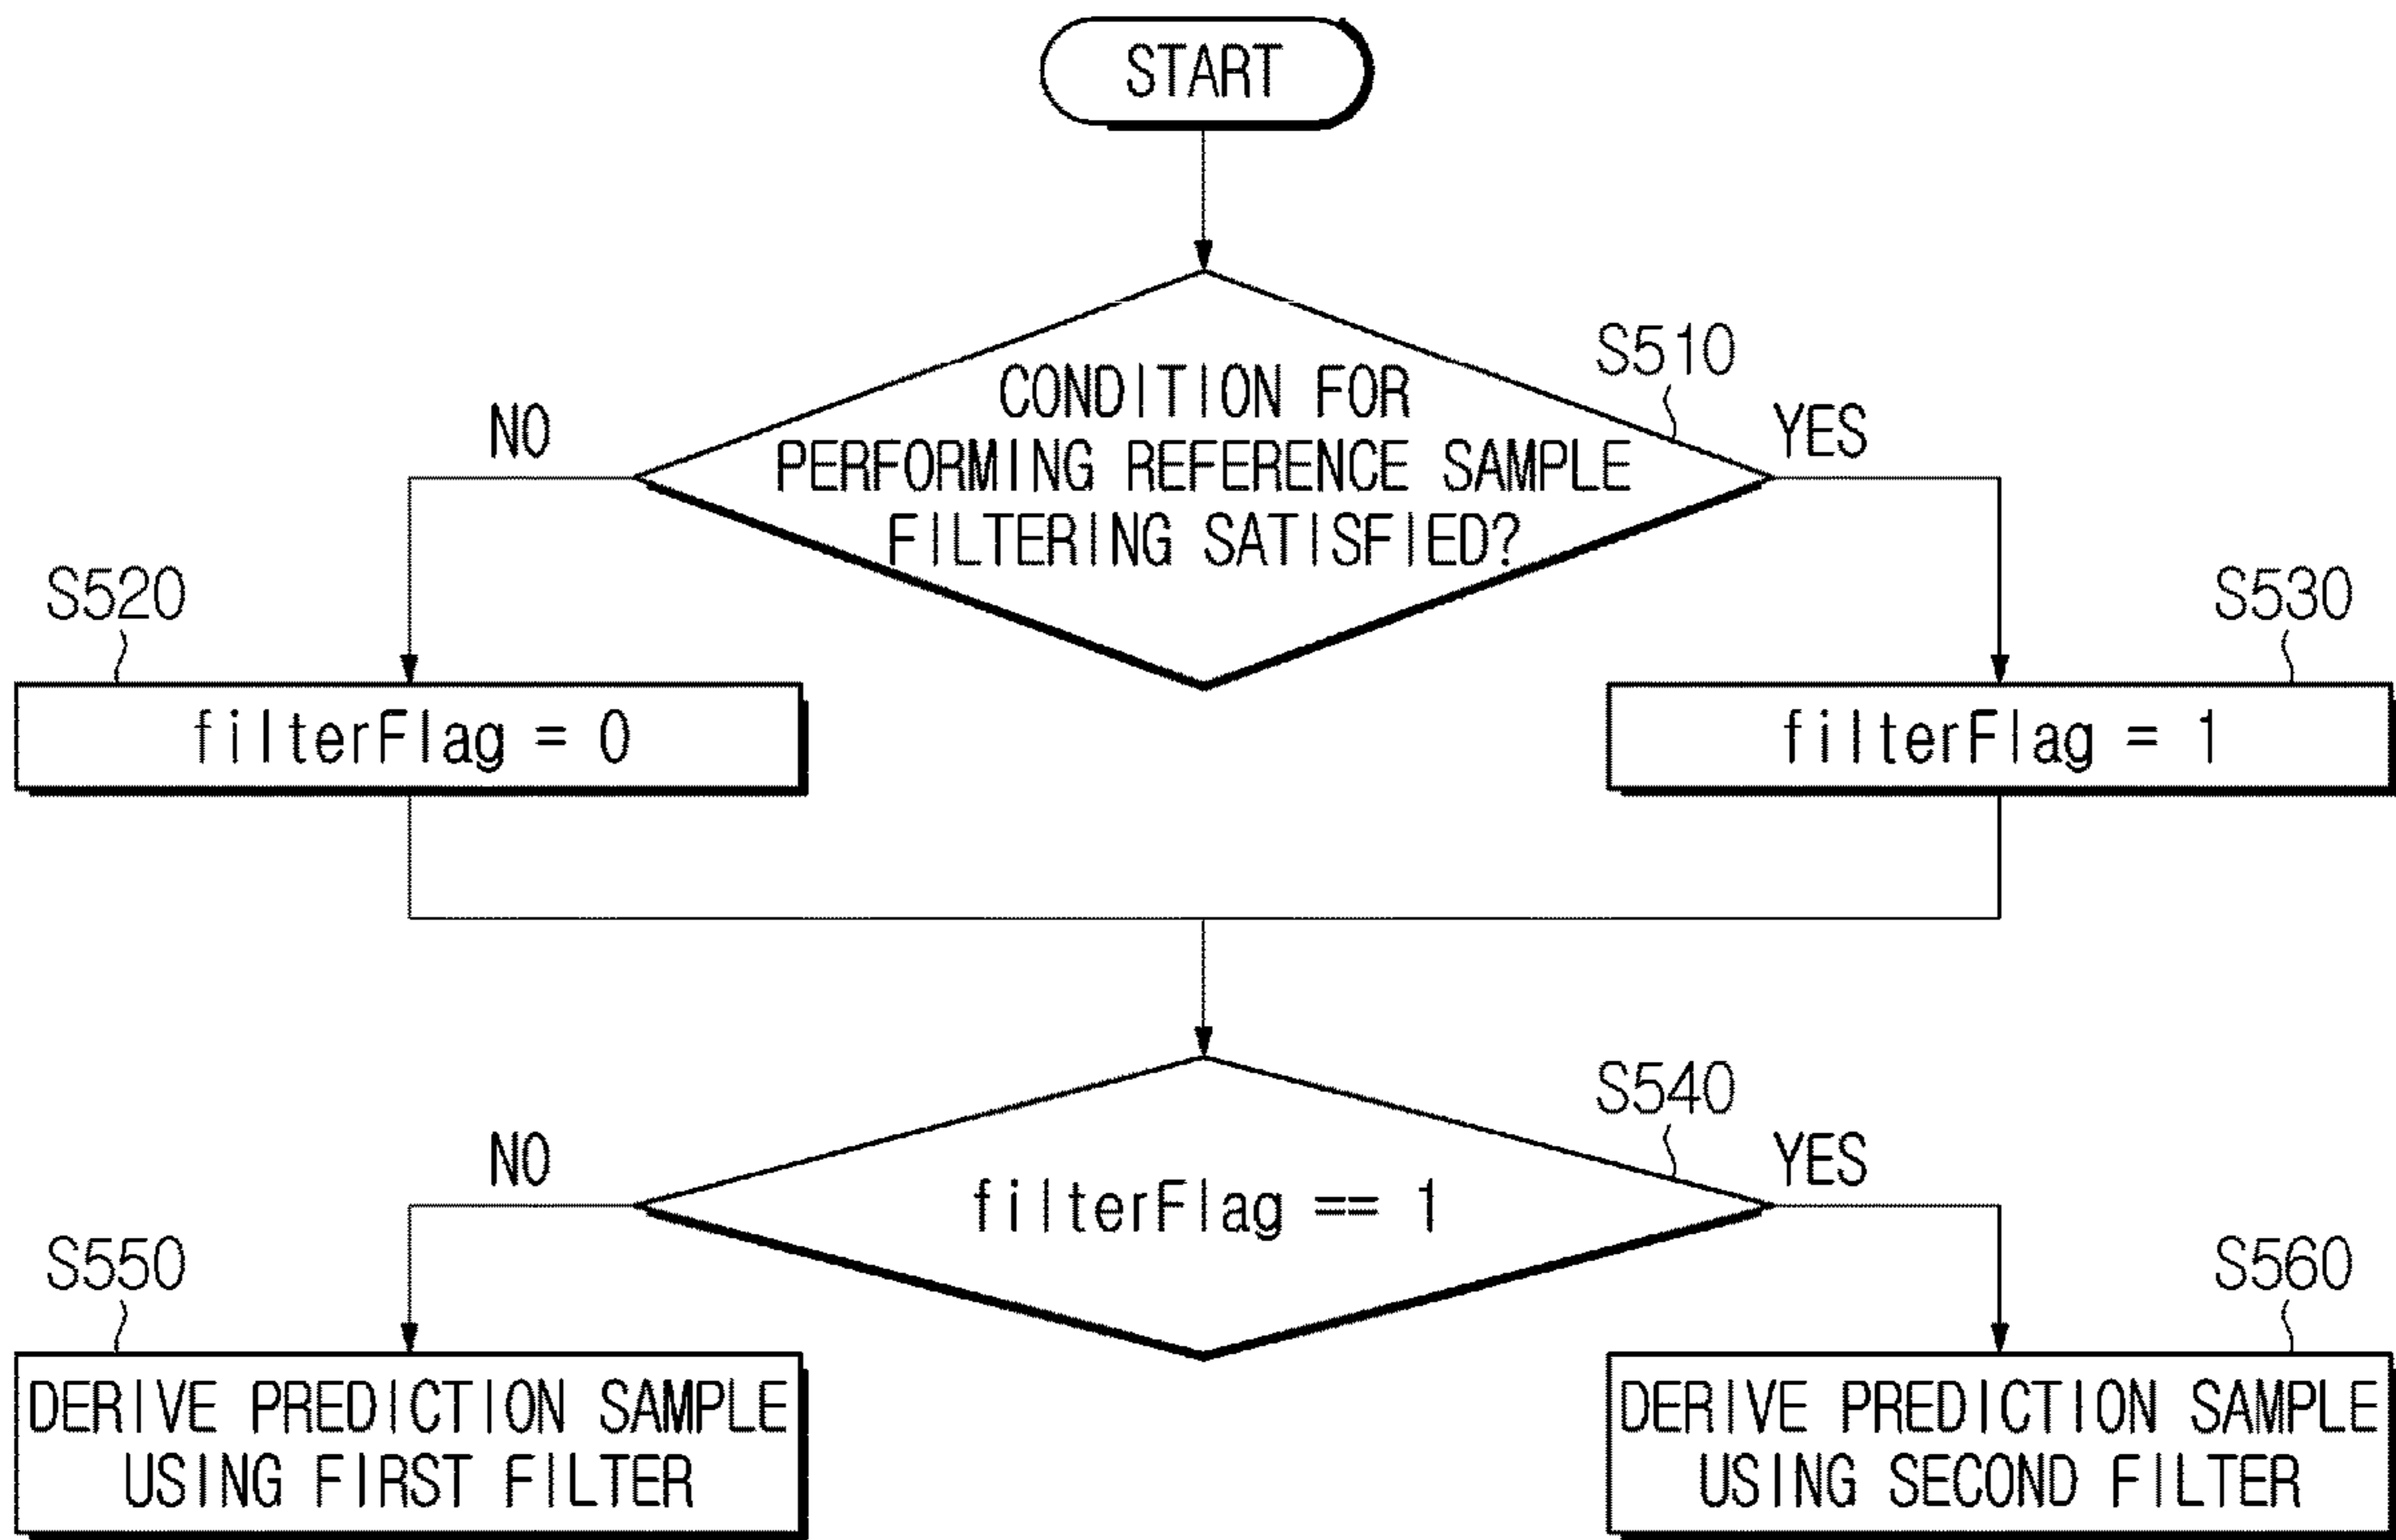 START
S510
CONDITION FOR
PERFORMING REFERENCE SAMPLE
FILTERING SATISFIED?
NO
YES
S520
filterFlag = 0
S530
filterFlag = 1
S540
filterFlag == 1
NO
YES
S550
DERIVE PREDICTION SAMPLE
USING FIRST FILTER
S560
DERIVE PREDICTION SAMPLE
USING SECOND FILTER